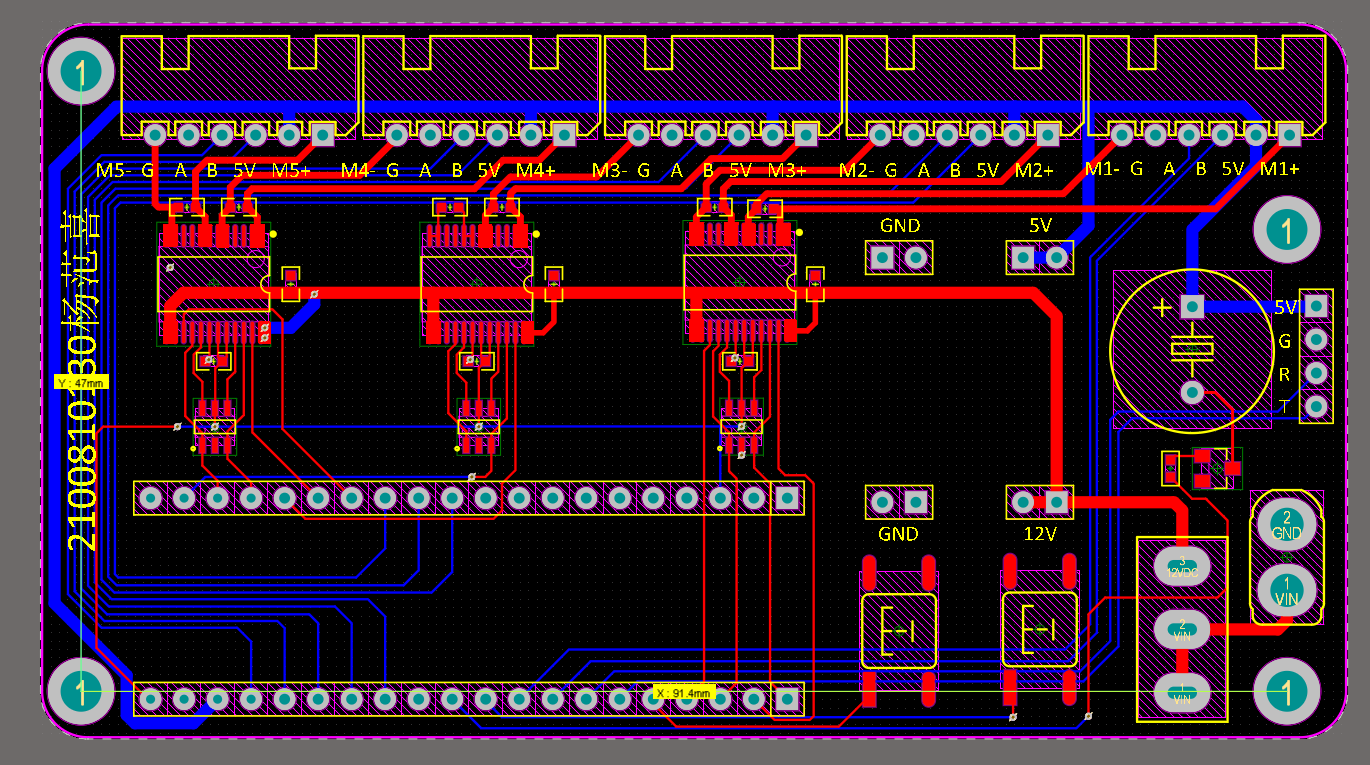 1
M5- G A B 5V M5+ M4- G A B 5V M4+ M3- G A B 5V M3+ M2- G A B 5V M2+ M1- G A B 5V M1+
GND
5V
1
2100810130杨范喜
+
5V
G
R
T
Y : 47mm
GND
12V
2
GND
1
VIN
3
12VDC
2
VIN
1
VIN
X : 91.4mm
1
1